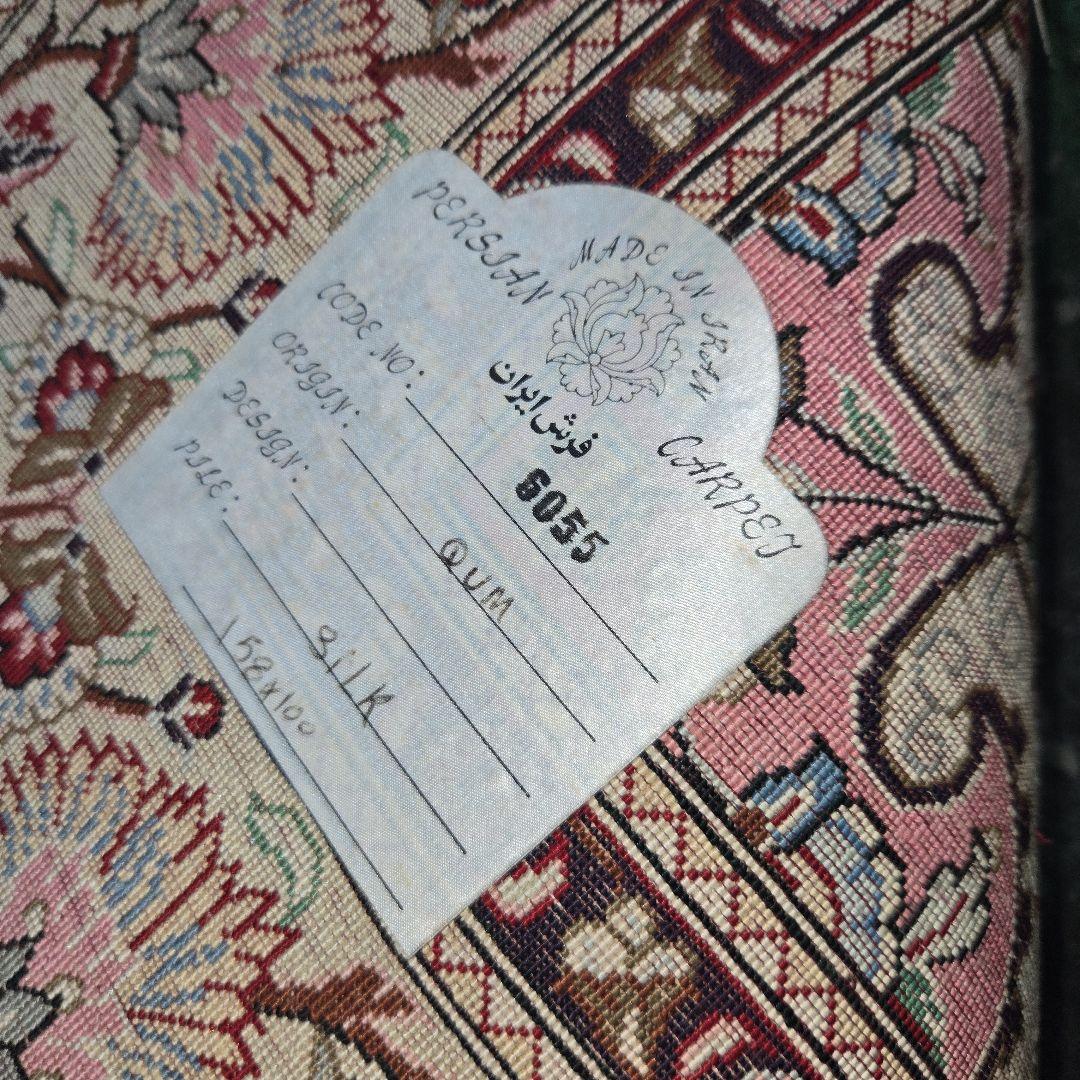 MADE IN IRAN
PERSIAN CARPET
فرش ایران
CODE NO: 6055
ORIGIN: QUM
DESIGN:
PILE: SILK
158x100